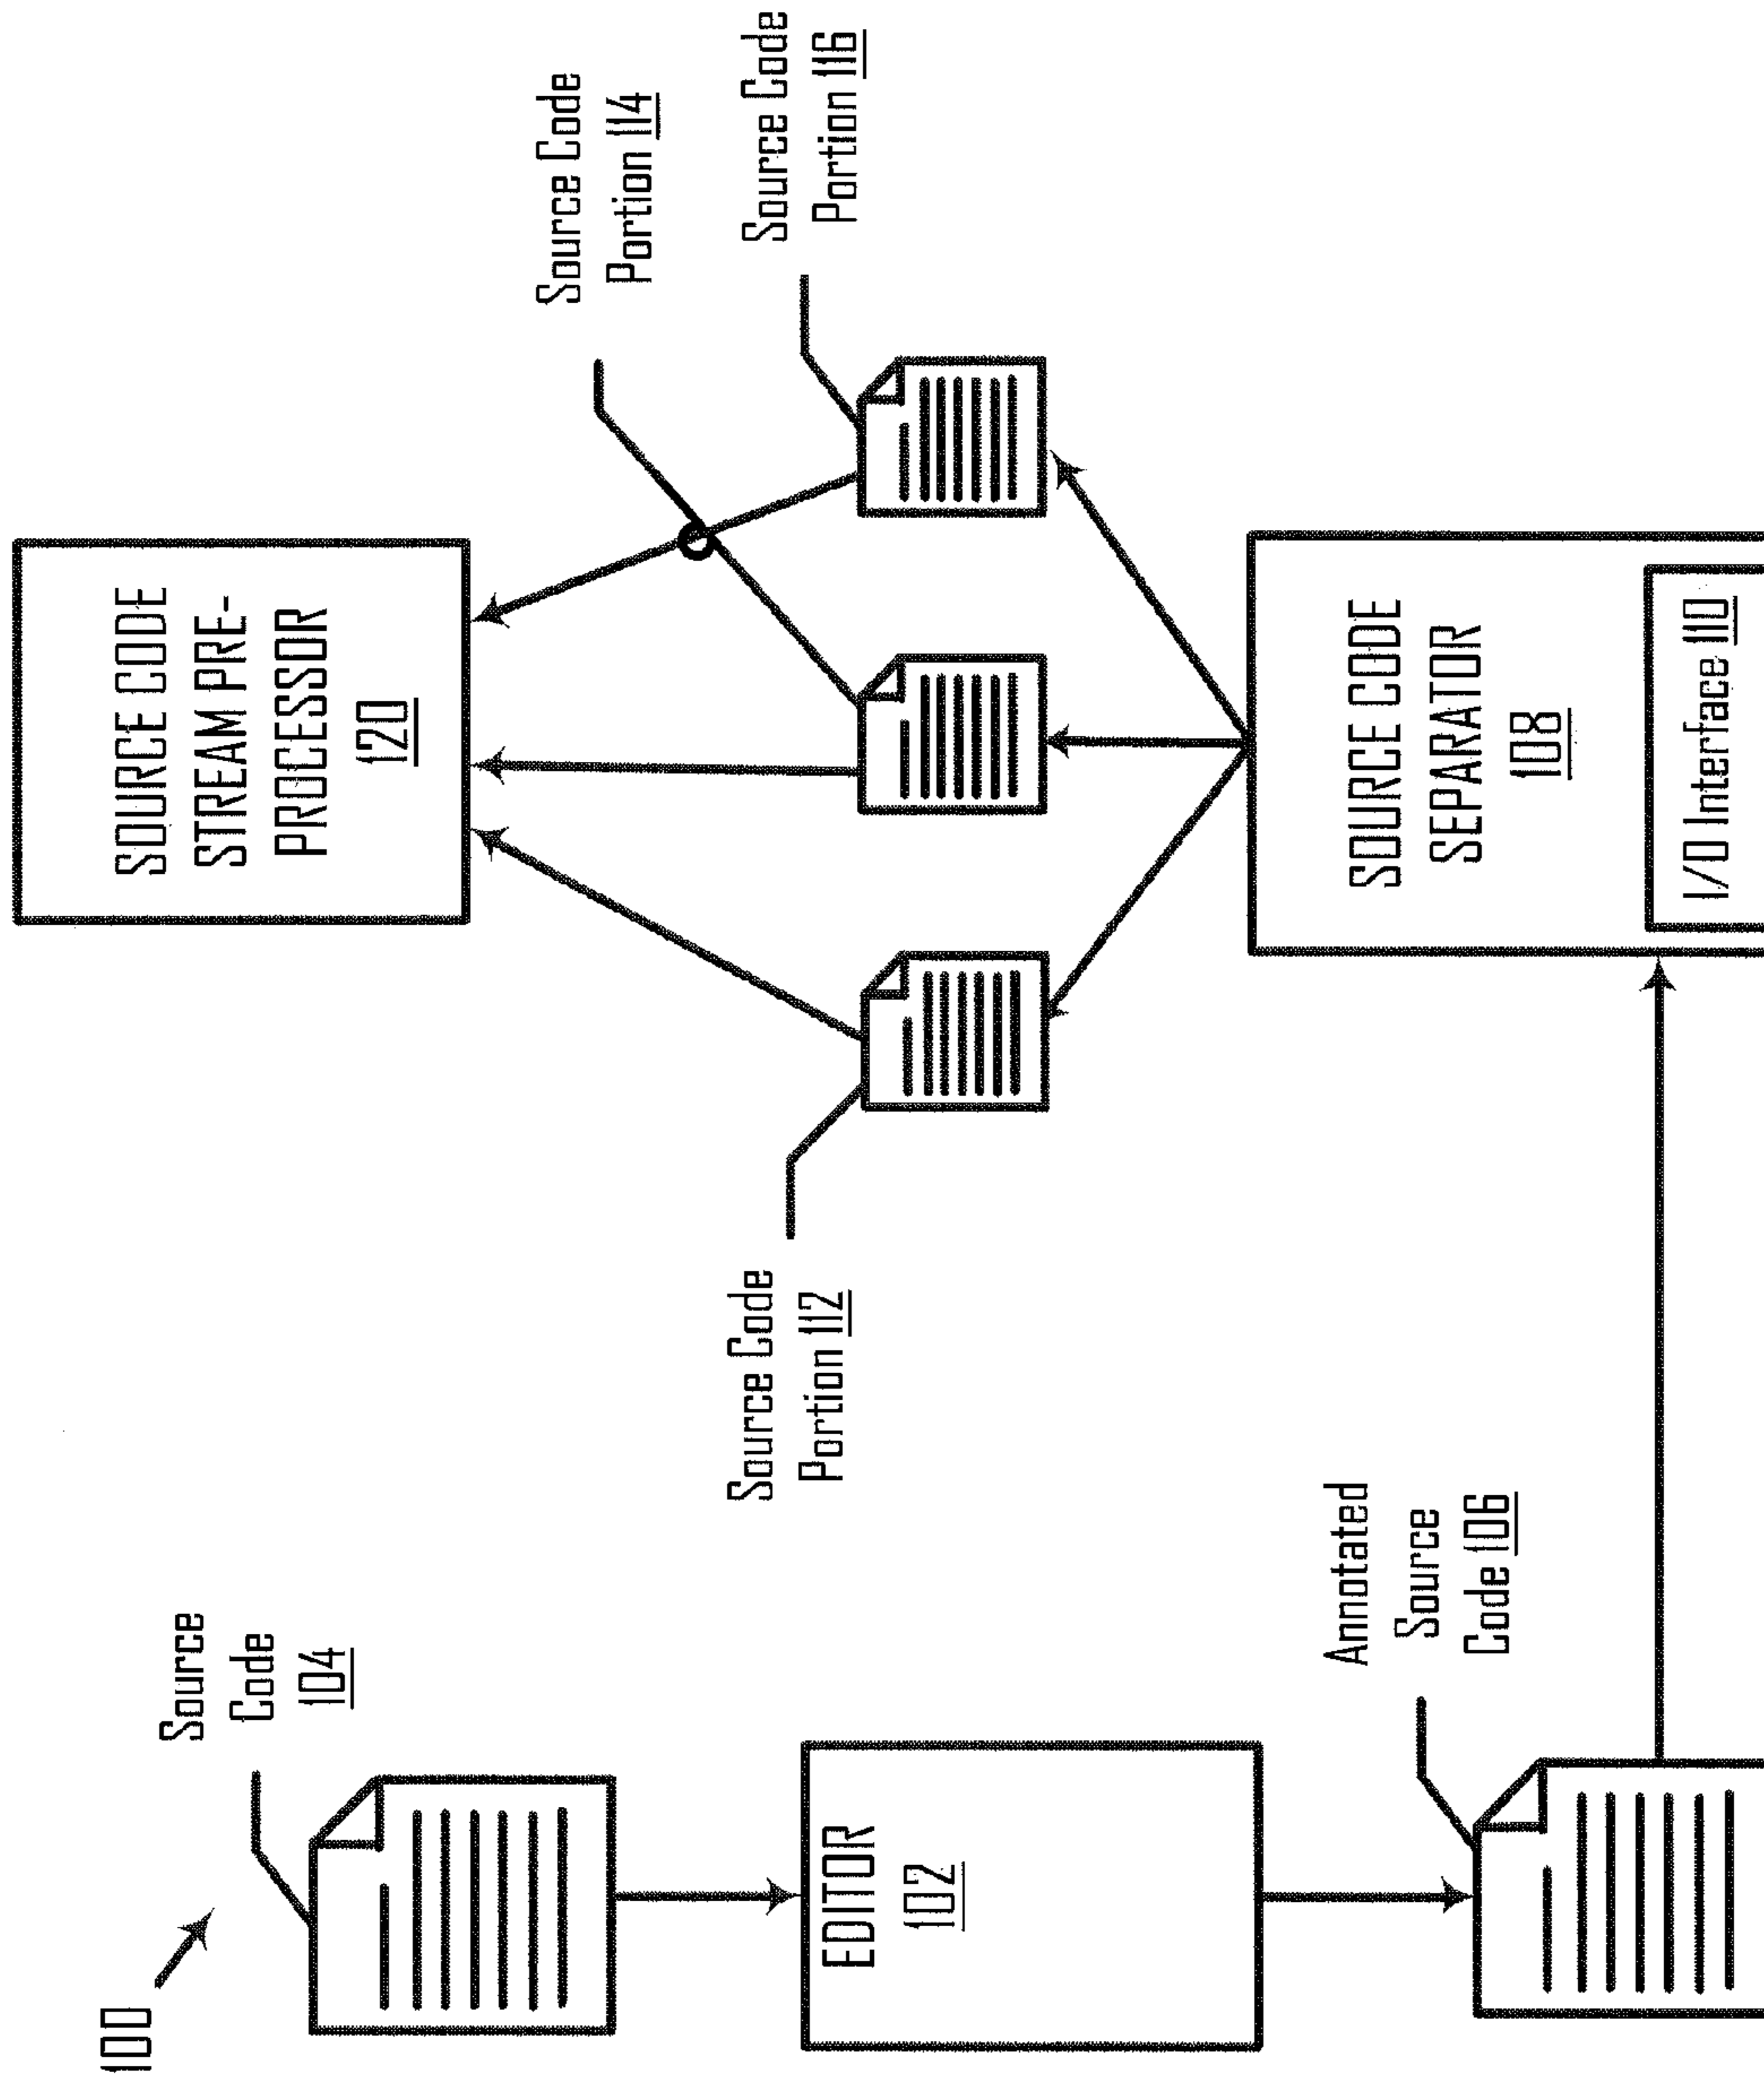 100
Source
Code
104
EDITOR
102
Annotated
Source
Code 106
SOURCE CODE
SEPARATOR
108
I/O Interface 110
Source Code
Portion 112
Source Code
Portion 114
Source Code
Portion 116
SOURCE CODE
STREAM PRE-
PROCESSOR
120